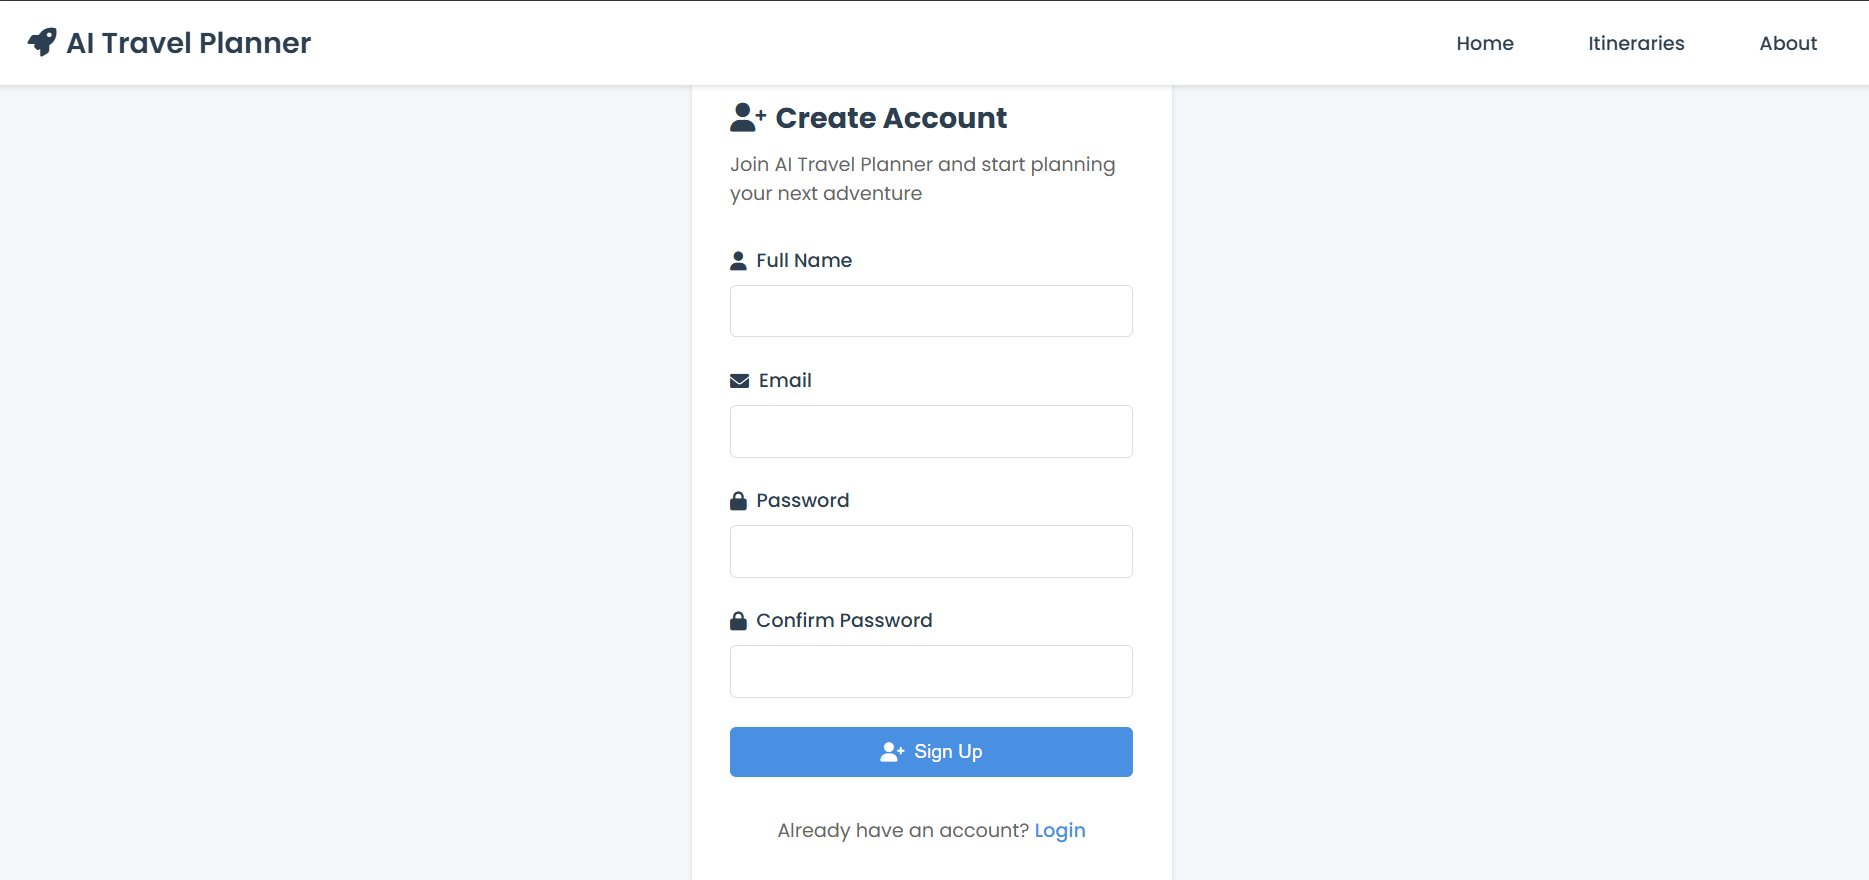 AI Travel Planner
Home
Itineraries
About
Create Account
Join AI Travel Planner and start planning
your next adventure
Full Name
Email
Password
Confirm Password
Sign Up
Already have an account? Login